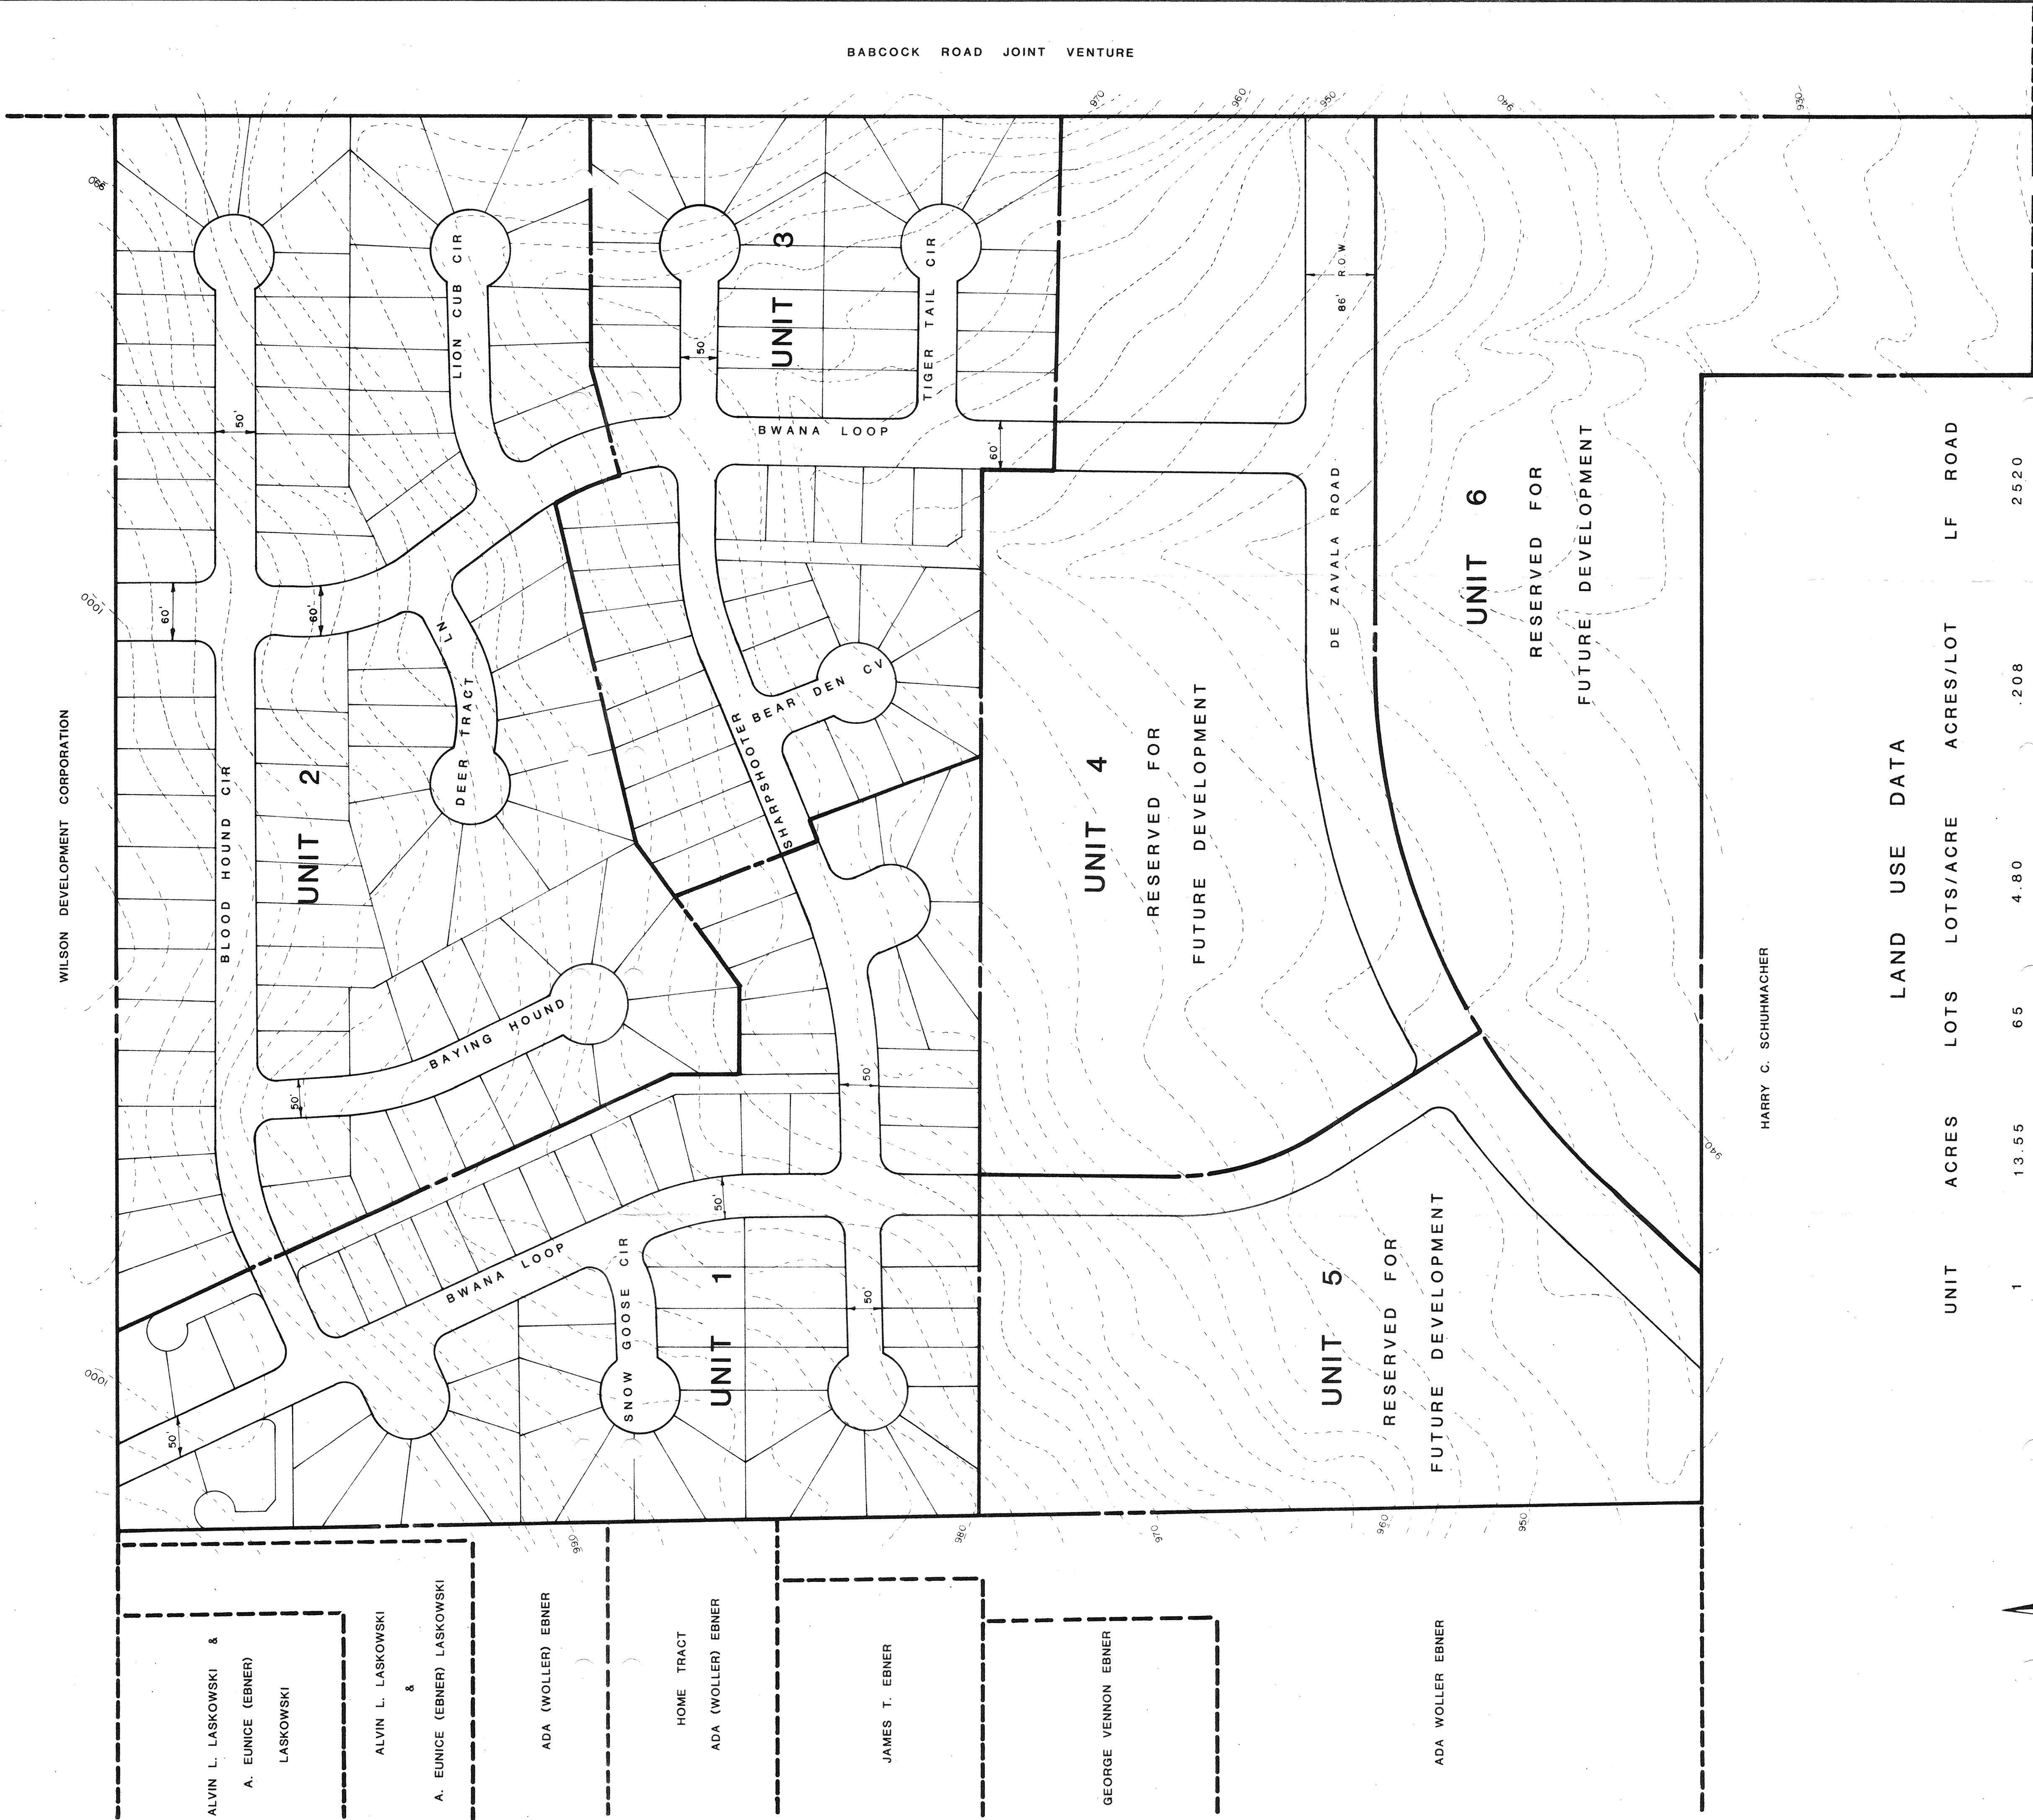 BABCOCK ROAD JOINT VENTURE
970
960
950
940
930
990
1000
1000
WILSON DEVELOPMENT CORPORATION
BLOOD HOUND CIR
50'
60'
60'
LION CUB CIR
DEER TRACT LN
UNIT 2
BAYING HOUND
50'
UNIT 3
50'
TIGER TAIL CIR
BWANA LOOP
60'
SHARPSHOOTER
BEAR DEN CV
50'
BWANA LOOP
50'
SNOW GOOSE CIR
UNIT 1
50'
50'
86' ROW
DE ZAVALA ROAD
UNIT 4
RESERVED FOR
FUTURE DEVELOPMENT
UNIT 5
RESERVED FOR
FUTURE DEVELOPMENT
UNIT 6
RESERVED FOR
FUTURE DEVELOPMENT
HARRY C. SCHUHMACHER
940
990
980
970
960
950
ALVIN L. LASKOWSKI &
A. EUNICE (EBNER)
LASKOWSKI
ALVIN L. LASKOWSKI
&
A. EUNICE (EBNER) LASKOWSKI
ADA (WOLLER) EBNER
HOME TRACT
ADA (WOLLER) EBNER
JAMES T. EBNER
GEORGE VENNON EBNER
ADA WOLLER EBNER
LAND USE DATA
UNIT ACRES LOTS LOTS/ACRE ACRES/LOT LF ROAD
1 13.55 65 4.80 .208 2520